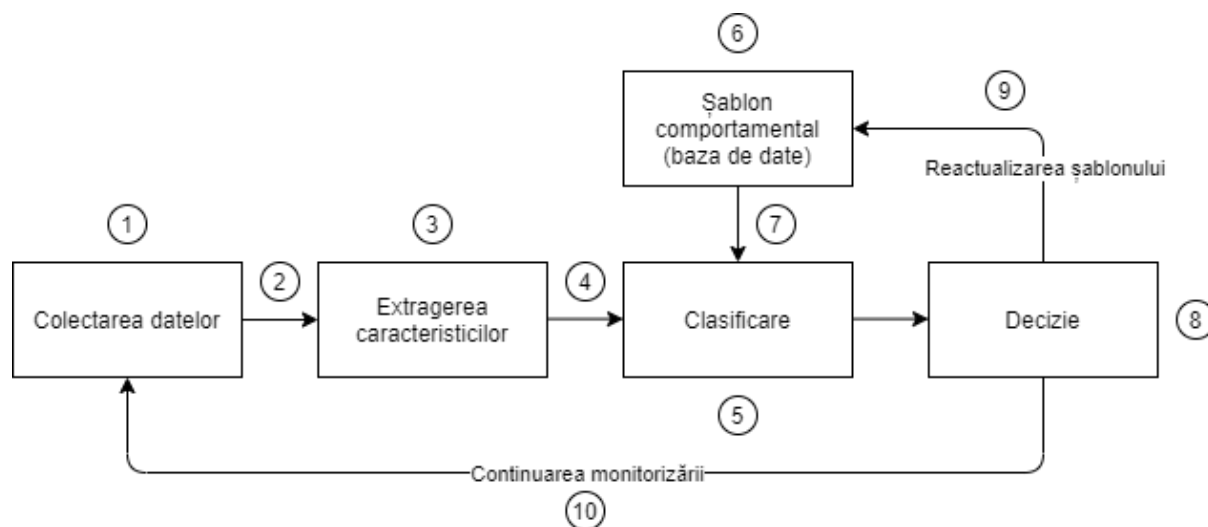 6
Șablon
comportamental
(baza de date)
9
Reactualizarea șablonului
1
3
7
2
4
Colectarea datelor
Extragerea
caracteristicilor
Clasificare
Decizie
8
5
Continuarea monitorizării
10